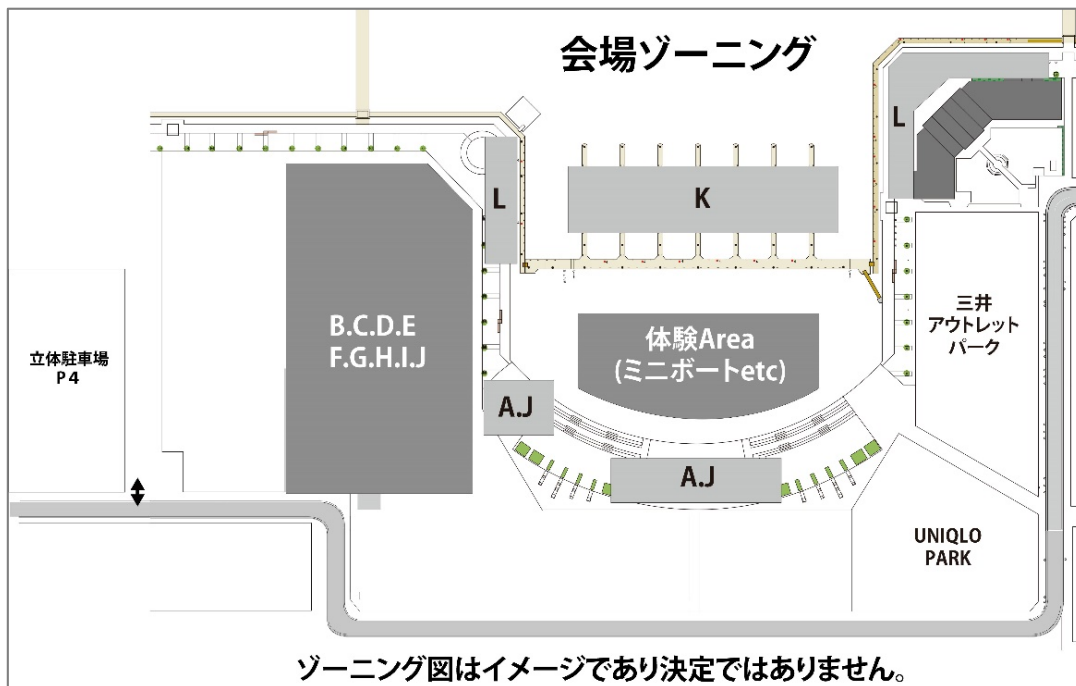 会場ゾーニング
L
L
K
B.C.D.E
F.G.H.I.J
体験Area
(ミニボートetc)
三井
アウトレット
パーク
立体駐車場
P4
A.J
A.J
UNIQLO
PARK
ゾーニング図はイメージであり決定ではありません。